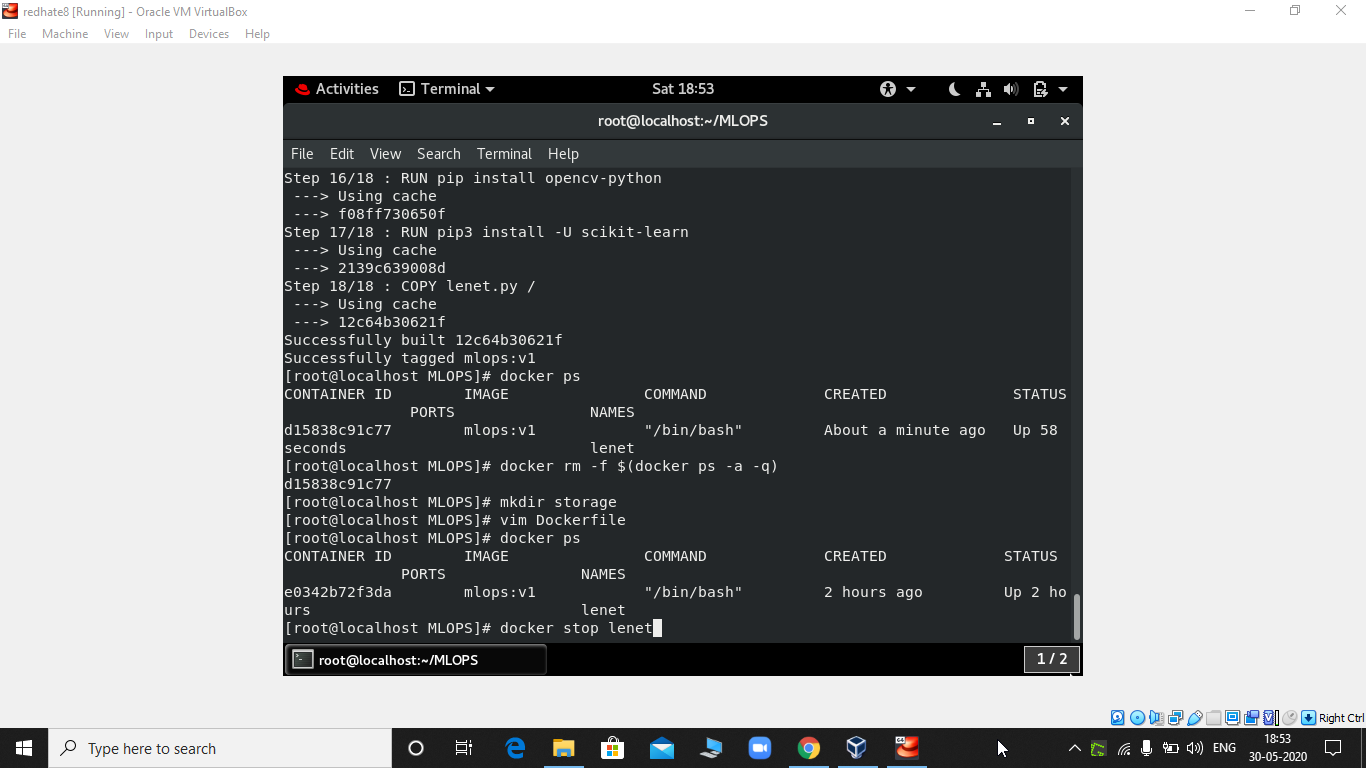 redhate8 [Running] - Oracle VM VirtualBox
File Machine View Input Devices Help
Activities Terminal Sat 18:53
root@localhost:~/MLOPS
File Edit View Search Terminal Help
Step 16/18 : RUN pip install opencv-python
 ---> Using cache
 ---> f08ff730650f
Step 17/18 : RUN pip3 install -U scikit-learn
 ---> Using cache
 ---> 2139c639008d
Step 18/18 : COPY lenet.py /
 ---> Using cache
 ---> 12c64b30621f
Successfully built 12c64b30621f
Successfully tagged mlops:v1
[root@localhost MLOPS]# docker ps
CONTAINER ID        IMAGE               COMMAND             CREATED              STATUS
              PORTS               NAMES
d15838c91c77        mlops:v1            "/bin/bash"         About a minute ago   Up 58
seconds                           lenet
[root@localhost MLOPS]# docker rm -f $(docker ps -a -q)
d15838c91c77
[root@localhost MLOPS]# mkdir storage
[root@localhost MLOPS]# vim Dockerfile
[root@localhost MLOPS]# docker ps
CONTAINER ID        IMAGE               COMMAND             CREATED             STATUS
             PORTS               NAMES
e0342b72f3da        mlops:v1            "/bin/bash"         2 hours ago         Up 2 ho
urs                              lenet
[root@localhost MLOPS]# docker stop lenet
root@localhost:~/MLOPS 1 / 2
Right Ctrl
Type here to search
ENG
18:53
30-05-2020